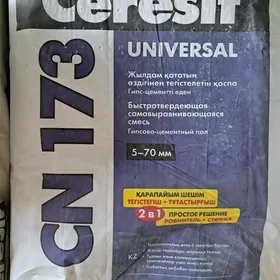 Ceresit
CN 173
UNIVERSAL
Жылдам қататын
өздігінен тегістелетін қоспа
Гипс-цементті еден
Быстротвердеющая
самовыравнивающаяся
смесь
Гипсово-цементный пол
5–70 мм
ҚАРАПАЙЫМ ШЕШІМ
ТЕГІСТЕГІШ + ТҰТАСТЫРҒЫШ
2 в 1 ПРОСТОЕ РЕШЕНИЕ
РОВНИТЕЛЬ + СТЯЖКА
KZ